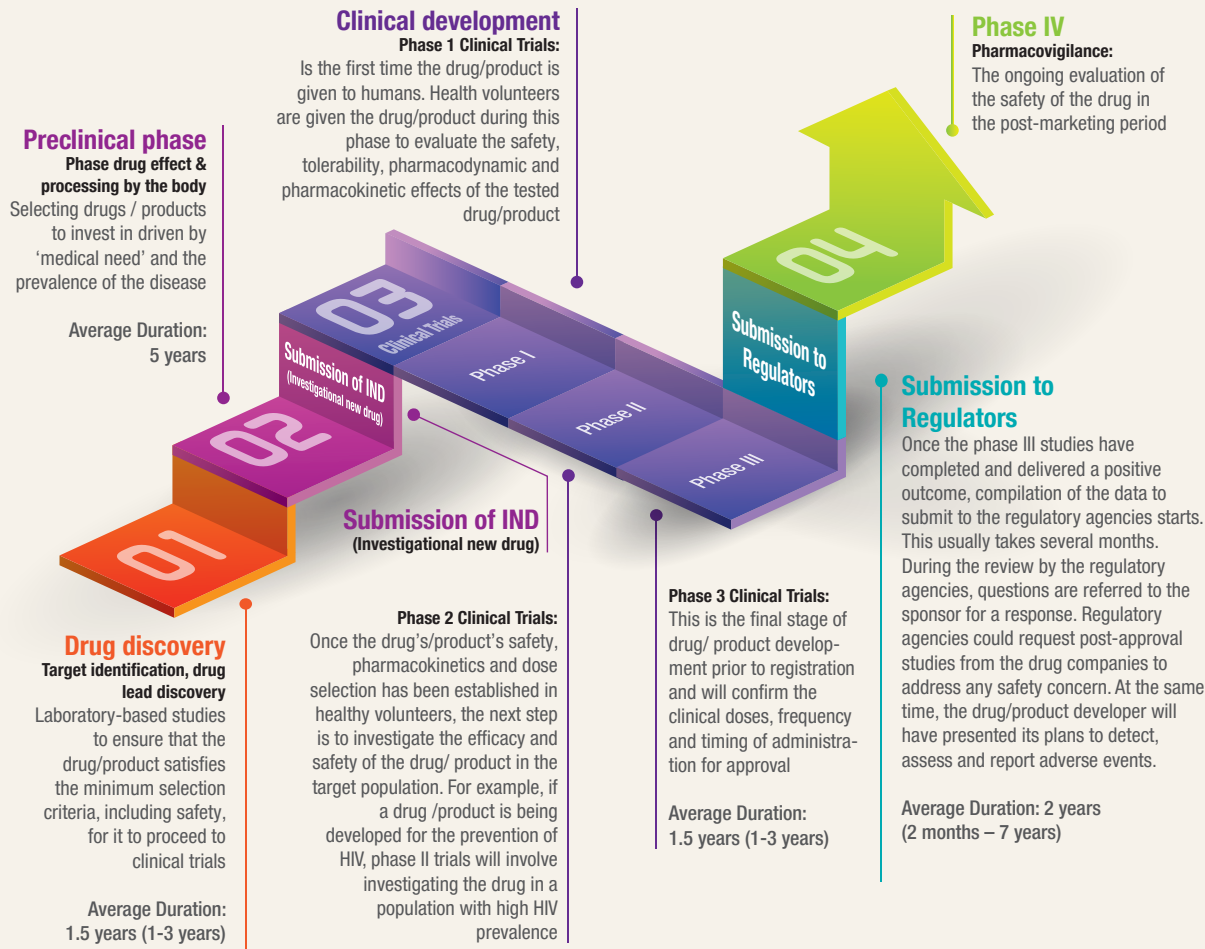 Clinical development
Phase 1 Clinical Trials:
Is the first time the drug/product is
given to humans. Health volunteers
are given the drug/product during this
phase to evaluate the safety,
tolerability, pharmacodynamic and
pharmacokinetic effects of the tested
drug/product
Phase IV
Pharmacovigilance:
The ongoing evaluation of
the safety of the drug in
the post-marketing period
Preclinical phase
Phase drug effect &
processing by the body
Selecting drugs / products
to invest in driven by
‘medical need’ and the
prevalence of the disease
Average Duration:
5 years
04
03
Clinical Trials
Submission of IND
(Investigational new drug)
Phase I
Phase II
Phase III
Submission to
Regulators
02
01
Submission of IND
(Investigational new drug)
Submission to
Regulators
Once the phase III studies have
completed and delivered a positive
outcome, compilation of the data to
submit to the regulatory agencies starts.
This usually takes several months.
During the review by the regulatory
agencies, questions are referred to the
sponsor for a response. Regulatory
agencies could request post-approval
studies from the drug companies to
address any safety concern. At the same
time, the drug/product developer will
have presented its plans to detect,
assess and report adverse events.
Average Duration: 2 years
(2 months – 7 years)
Drug discovery
Target identification, drug
lead discovery
Laboratory-based studies
to ensure that the
drug/product satisfies
the minimum selection
criteria, including safety,
for it to proceed to
clinical trials
Average Duration:
1.5 years (1-3 years)
Phase 2 Clinical Trials:
Once the drug’s/product’s safety,
pharmacokinetics and dose
selection has been established in
healthy volunteers, the next step
is to investigate the efficacy and
safety of the drug/ product in the
target population. For example, if
a drug /product is being
developed for the prevention of
HIV, phase II trials will involve
investigating the drug in a
population with high HIV
prevalence
Phase 3 Clinical Trials:
This is the final stage of
drug/ product develop-
ment prior to registration
and will confirm the
clinical doses, frequency
and timing of administra-
tion for approval
Average Duration:
1.5 years (1-3 years)